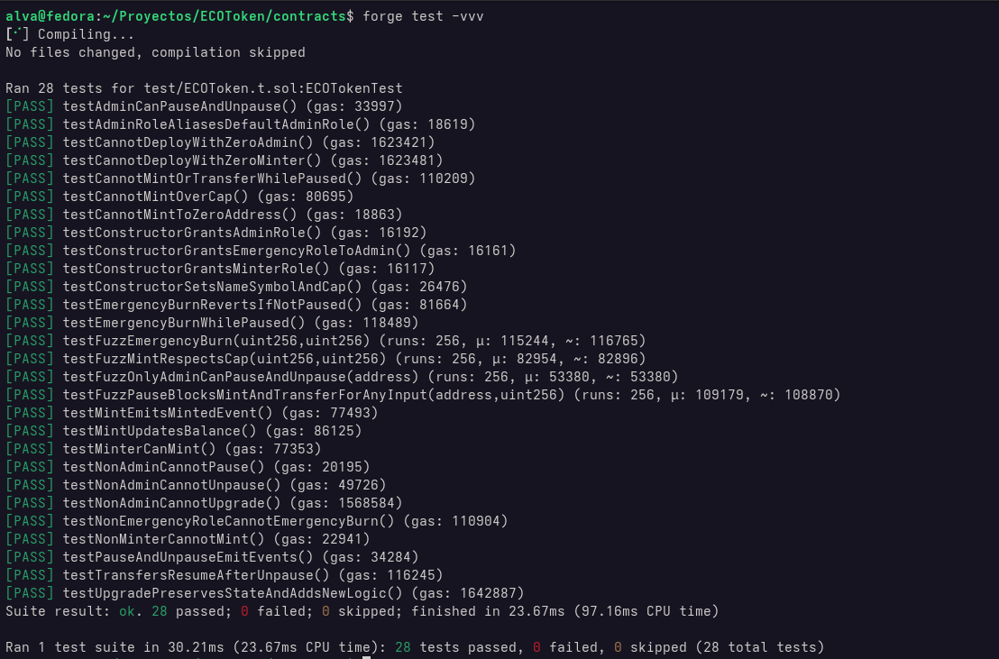 alva@fedora:~/Proyectos/ECOToken/contracts$ forge test -vvv
[⠊] Compiling...
No files changed, compilation skipped

Ran 28 tests for test/ECOToken.t.sol:ECOTokenTest
[PASS] testAdminCanPauseAndUnpause() (gas: 33997)
[PASS] testAdminRoleAliasesDefaultAdminRole() (gas: 18619)
[PASS] testCannotDeployWithZeroAdmin() (gas: 1623421)
[PASS] testCannotDeployWithZeroMinter() (gas: 1623481)
[PASS] testCannotMintOrTransferWhilePaused() (gas: 110209)
[PASS] testCannotMintOverCap() (gas: 80695)
[PASS] testCannotMintToZeroAddress() (gas: 18863)
[PASS] testConstructorGrantsAdminRole() (gas: 16192)
[PASS] testConstructorGrantsEmergencyRoleToAdmin() (gas: 16161)
[PASS] testConstructorGrantsMinterRole() (gas: 16117)
[PASS] testConstructorSetsNameSymbolAndCap() (gas: 26476)
[PASS] testEmergencyBurnRevertsIfNotPaused() (gas: 81664)
[PASS] testEmergencyBurnWhilePaused() (gas: 118489)
[PASS] testFuzzEmergencyBurn(uint256,uint256) (runs: 256, μ: 115244, ~: 116765)
[PASS] testFuzzMintRespectsCap(uint256,uint256) (runs: 256, μ: 82954, ~: 82896)
[PASS] testFuzzOnlyAdminCanPauseAndUnpause(address) (runs: 256, μ: 53380, ~: 53380)
[PASS] testFuzzPauseBlocksMintAndTransferForAnyInput(address,uint256) (runs: 256, μ: 109179, ~: 108870)
[PASS] testMintEmitsMintedEvent() (gas: 77493)
[PASS] testMintUpdatesBalance() (gas: 86125)
[PASS] testMinterCanMint() (gas: 77353)
[PASS] testNonAdminCannotPause() (gas: 20195)
[PASS] testNonAdminCannotUnpause() (gas: 49726)
[PASS] testNonAdminCannotUpgrade() (gas: 1568584)
[PASS] testNonEmergencyRoleCannotEmergencyBurn() (gas: 110904)
[PASS] testNonMinterCannotMint() (gas: 22941)
[PASS] testPauseAndUnpauseEmitEvents() (gas: 34284)
[PASS] testTransfersResumeAfterUnpause() (gas: 116245)
[PASS] testUpgradePreservesStateAndAddsNewLogic() (gas: 1642887)
Suite result: ok. 28 passed; 0 failed; 0 skipped; finished in 23.67ms (97.16ms CPU time)

Ran 1 test suite in 30.21ms (23.67ms CPU time): 28 tests passed, 0 failed, 0 skipped (28 total tests)